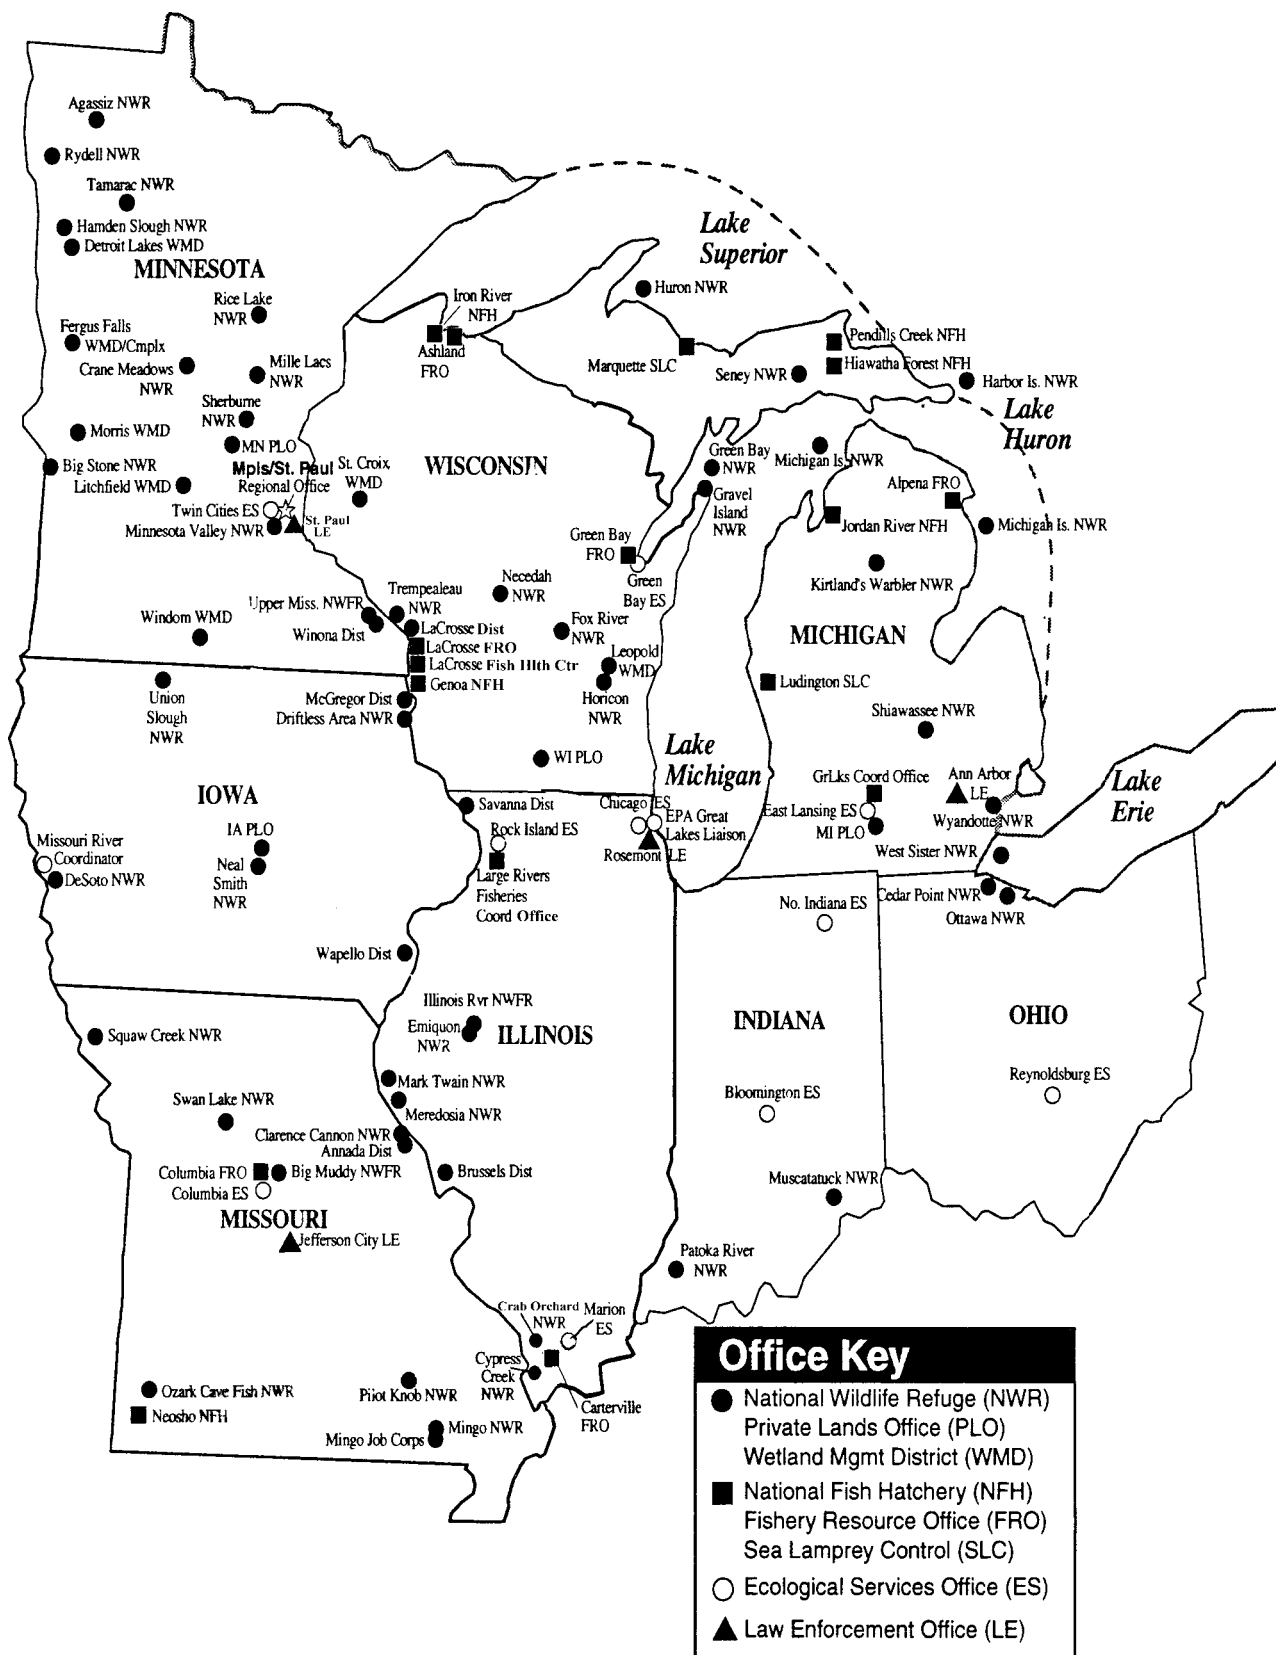 Agassiz NWR
Rydell NWR
Tamarac NWR
Hamden Slough NWR
Detroit Lakes WMD
MINNESOTA
Rice Lake
NWR
Fergus Falls
WMD/Cmplx
Crane Meadows
NWR
Mille Lacs
NWR
Sherburne
NWR
Morris WMD
MN PLO
Big Stone NWR
Litchfield WMD
Mpls/St. Paul
Regional Office
St. Croix
WMD
Twin Cities ES
Minnesota Valley NWR
St. Paul
LE
Windom WMD
Upper Miss. NWFR
Winona Dist
Lake
Superior
Huron NWR
Iron River
NFH
Ashland
FRO
Marquette SLC
Pendills Creek NFH
Hiawatha Forest NFH
Seney NWR
Harbor Is. NWR
Lake
Huron
WISCONSIN
Green Bay
NWR
Gravel
Island
NWR
Michigan Is. NWR
Alpena FRO
Jordan River NFH
Michigan Is. NWR
Kirtland's Warbler NWR
Green Bay
FRO
Green
Bay ES
Trempealeau
NWR
Necedah
NWR
LaCrosse Dist
LaCrosse FRO
LaCrosse Fish Hlth Ctr
Genoa NFH
Fox River
NWR
Leopold
WMD
Horicon
NWR
WI PLO
MICHIGAN
Ludington SLC
Shiawassee NWR
Lake
Michigan
GrLks Coord Office
Ann Arbor
LE
East Lansing ES
MI PLO
Wyandotte NWR
West Sister NWR
Lake
Erie
Cedar Point NWR
Ottawa NWR
Union
Slough
NWR
McGregor Dist
Driftless Area NWR
IOWA
IA PLO
Neal
Smith
NWR
Missouri River
Coordinator
DeSoto NWR
Wapello Dist
Savanna Dist
Rock Island ES
Large Rivers
Fisheries
Coord Office
Chicago ES
EPA Great
Lakes Liaison
Rosemont LE
No. Indiana ES
Illinois Rvr NWFR
Emiquon
NWR
ILLINOIS
INDIANA
OHIO
Squaw Creek NWR
Mark Twain NWR
Meredosia NWR
Swan Lake NWR
Clarence Cannon NWR
Annada Dist
Columbia FRO
Big Muddy NWFR
Columbia ES
Brussels Dist
MISSOURI
Jefferson City LE
Bloomington ES
Reynoldsburg ES
Muscatatuck NWR
Patoka River
NWR
Crab Orchard
NWR
Marion
ES
Cypress
Creek
NWR
Carterville
FRO
Ozark Cave Fish NWR
Neosho NFH
Pilot Knob NWR
Mingo NWR
Mingo Job Corps
Office Key
National Wildlife Refuge (NWR)
Private Lands Office (PLO)
Wetland Mgmt District (WMD)
National Fish Hatchery (NFH)
Fishery Resource Office (FRO)
Sea Lamprey Control (SLC)
Ecological Services Office (ES)
Law Enforcement Office (LE)